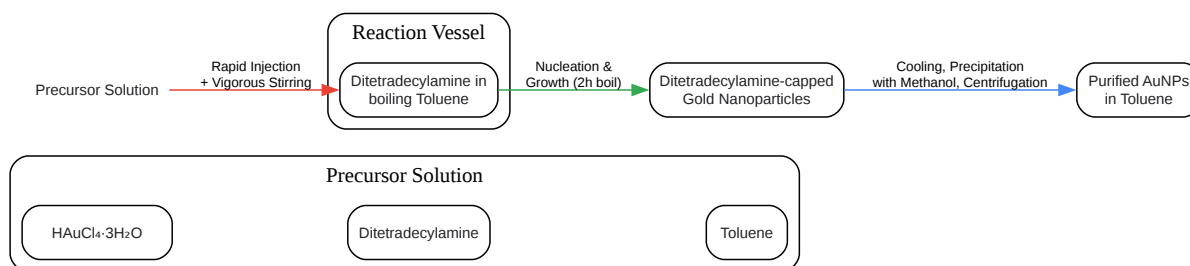 Reaction Vessel
Precursor Solution
Rapid Injection
+ Vigorous Stirring
Ditetradecylamine in
boiling Toluene
Nucleation &
Growth (2h boil)
Ditetradecylamine-capped
Gold Nanoparticles
Cooling, Precipitation
with Methanol, Centrifugation
Purified AuNPs
in Toluene
Precursor Solution
HAuCl₄·3H₂O
Ditetradecylamine
Toluene